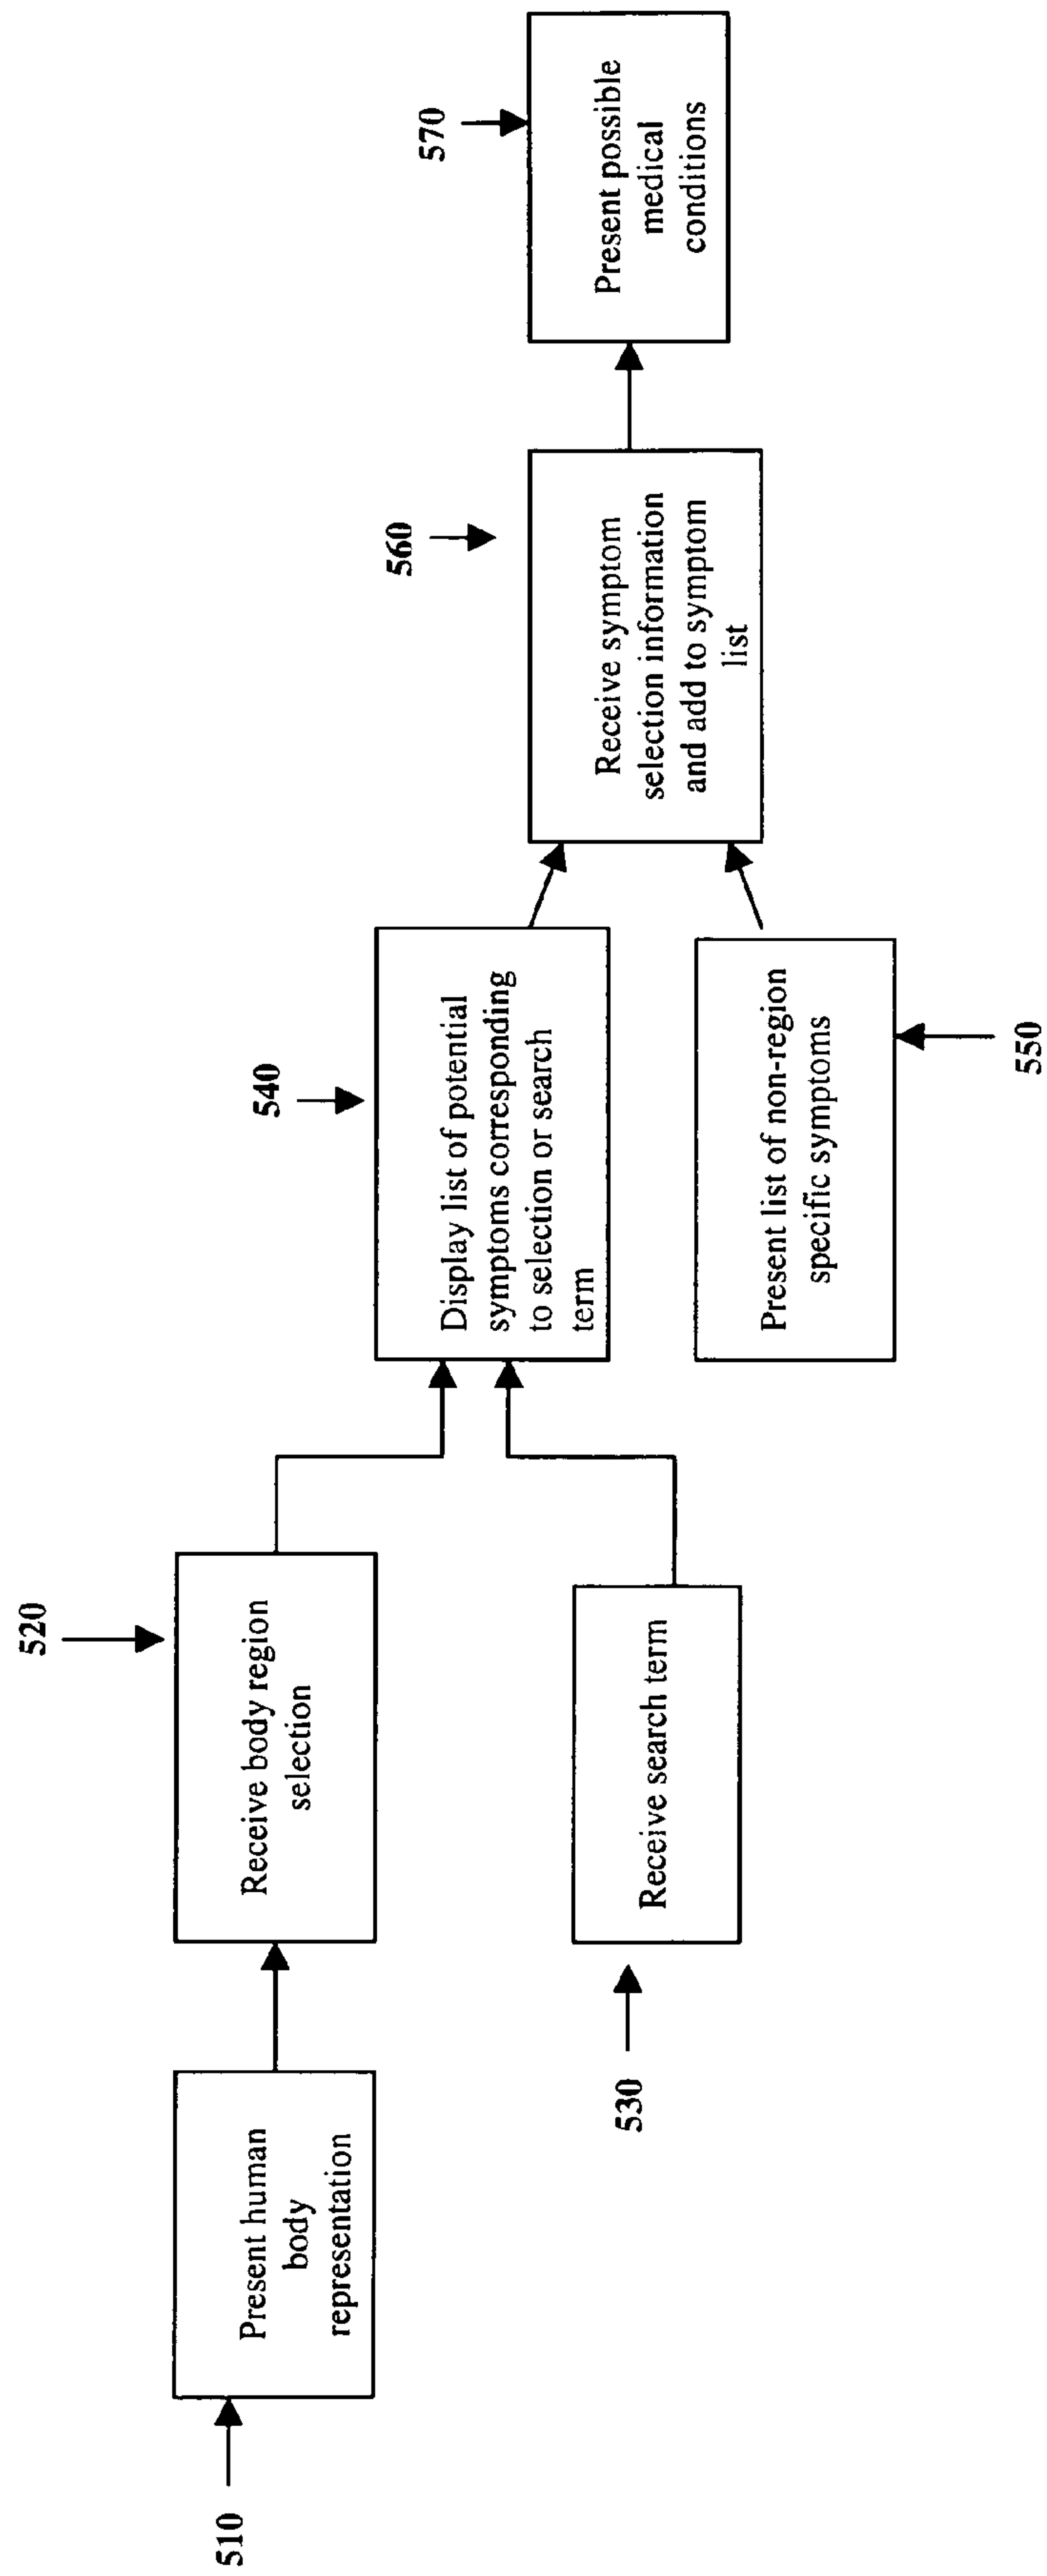 510
Present human
body
representation
520
Receive body region
selection
530
Receive search term
540
Display list of potential
symptoms corresponding
to selection or search
term
550
Present list of non-region
specific symptoms
560
Receive symptom
selection information
and add to symptom
list
570
Present possible
medical
conditions